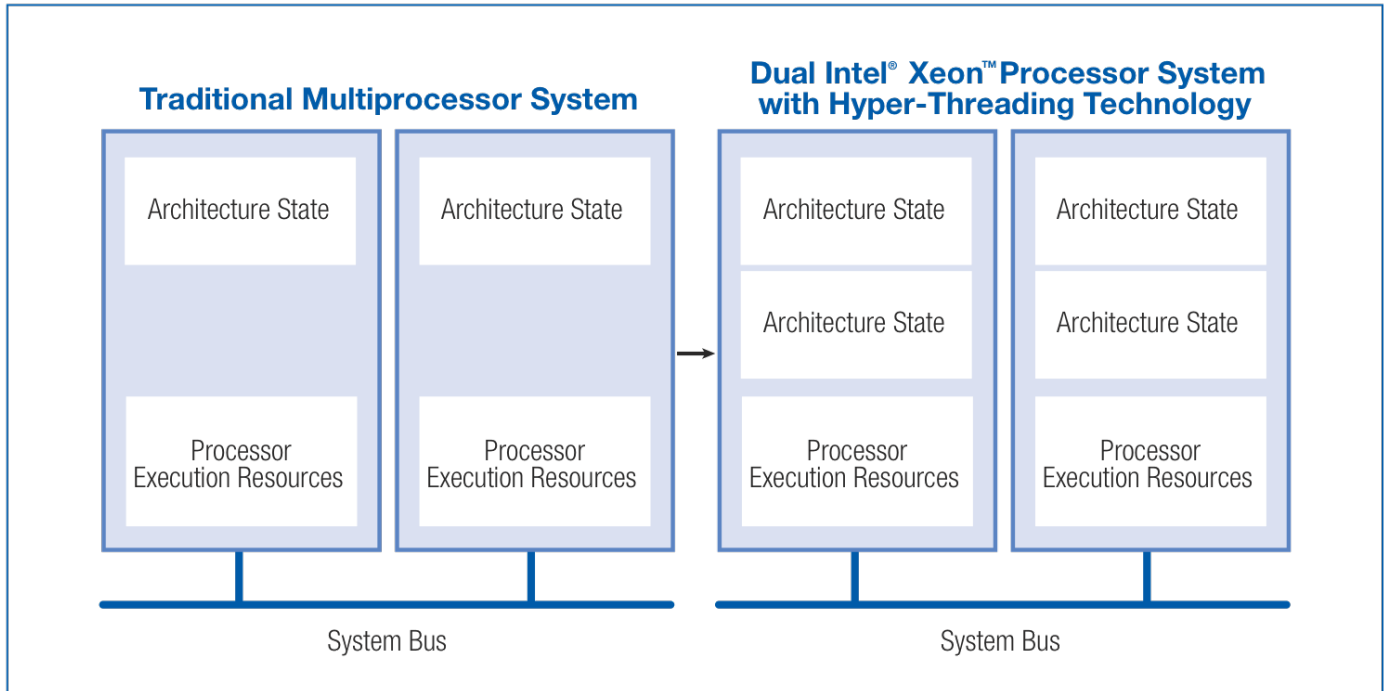 Traditional Multiprocessor System
Dual Intel® Xeon™ Processor System
with Hyper-Threading Technology
Architecture State
Architecture State
Processor
Execution Resources
Processor
Execution Resources
System Bus
Architecture State
Architecture State
Architecture State
Architecture State
Processor
Execution Resources
Processor
Execution Resources
System Bus